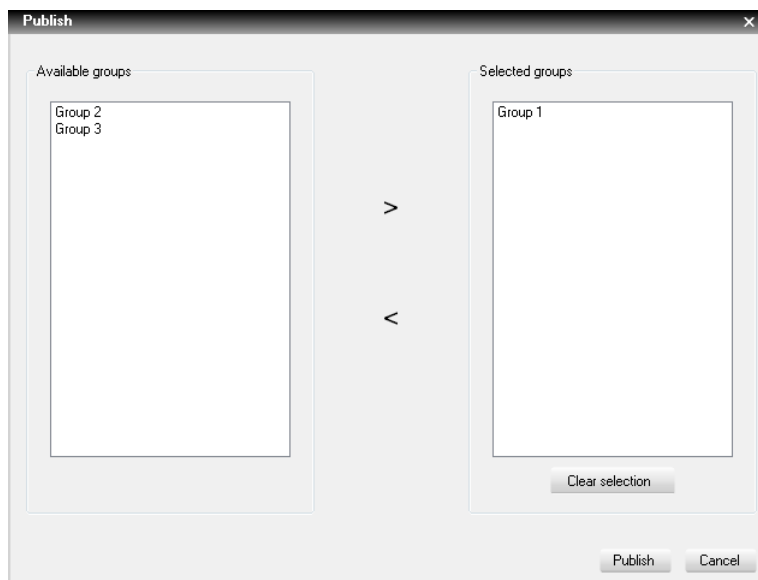 Publish
Available groups
Group 2
Group 3
>
<
Selected groups
Group 1
Clear selection
Publish
Cancel